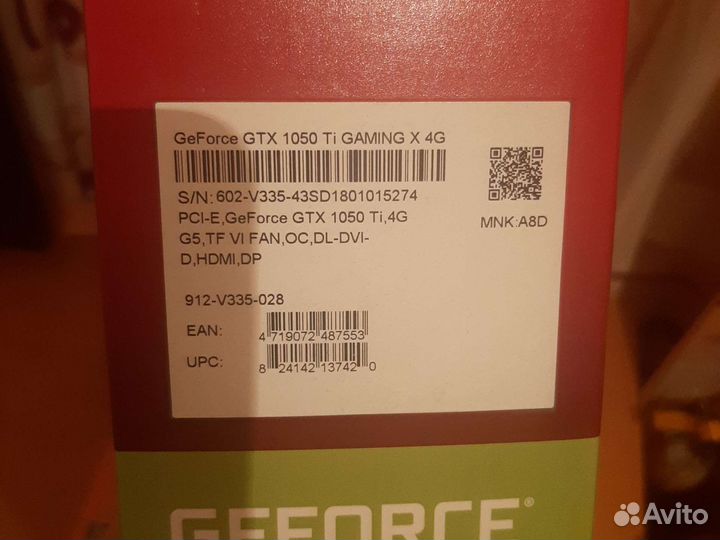 GeForce GTX 1050 Ti GAMING X 4G
S/N: 602-V335-43SD1801015274
PCI-E,GeForce GTX 1050 Ti,4G
G5,TF VI FAN,OC,DL-DVI-
D,HDMI,DP
MNK:A8D
912-V335-028
EAN:
4 719072 487553
UPC:
8 24142 13742 0
GEFORCE®
Avito